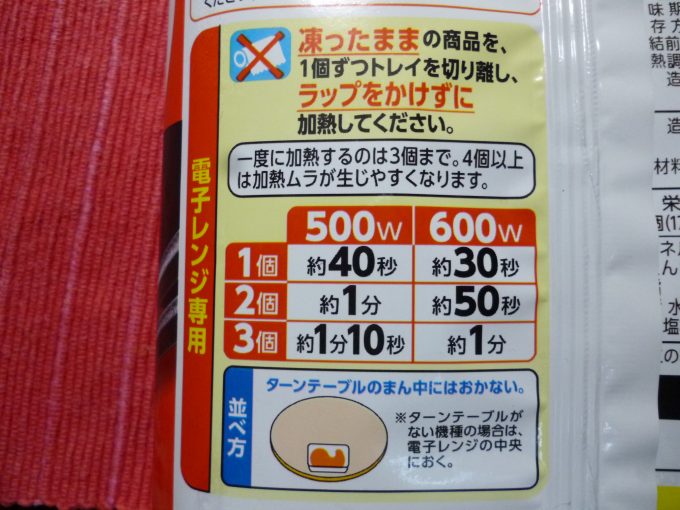 凍ったままの商品を、
1個ずつトレイを切り離し、
ラップをかけずに
加熱してください。
一度に加熱するのは3個まで。4個以上
は加熱ムラが生じやすくなります。
電子レンジ専用
500W 600W
1個 約40秒 約30秒
2個 約1分 約50秒
3個 約1分10秒 約1分
並べ方
ターンテーブルのまん中にはおかない。
※ターンテーブルが
ない機種の場合は、
電子レンジの中央
におく。